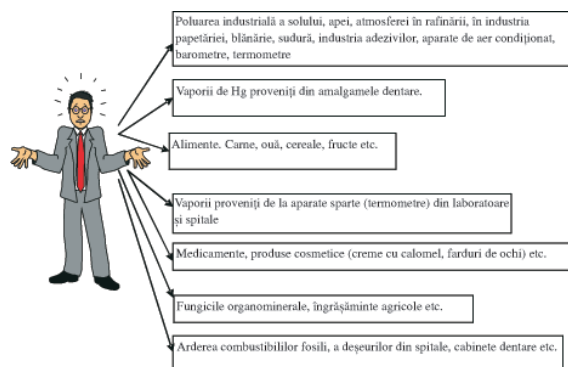 Poluarea industrială a solului, apei, atmosferei în rafinării, în industria
papetăriei, blănărie, sudură, industria adezivilor, aparate de aer condiționat,
barometre, termometre
Vaporii de Hg proveniți din amalgamele dentare.
Alimente. Carne, ouă, cereale, fructe etc.
Vaporii proveniți de la aparate sparte (termometre) din laboratoare
și spitale
Medicamente, produse cosmetice (creme cu calomel, farduri de ochi) etc.
Fungicile organominerale, îngrășăminte agricole etc.
Arderea combustibililor fosili, a deșeurilor din spitale, cabinete dentare etc.